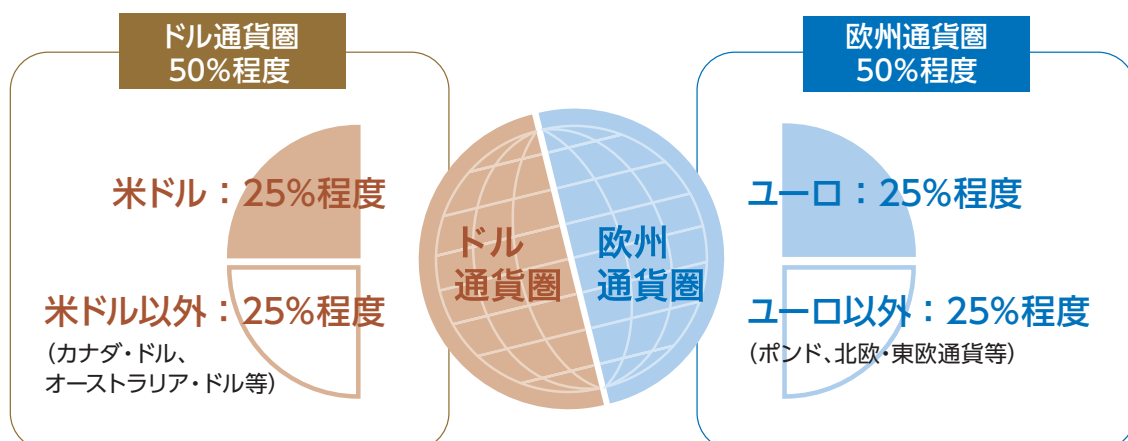 ドル通貨圏
50%程度
米ドル：25%程度
米ドル以外：25%程度
（カナダ・ドル、
オーストラリア・ドル等）
ドル
通貨圏
欧州
通貨圏
欧州通貨圏
50%程度
ユーロ：25%程度
ユーロ以外：25%程度
（ポンド、北欧・東欧通貨等）